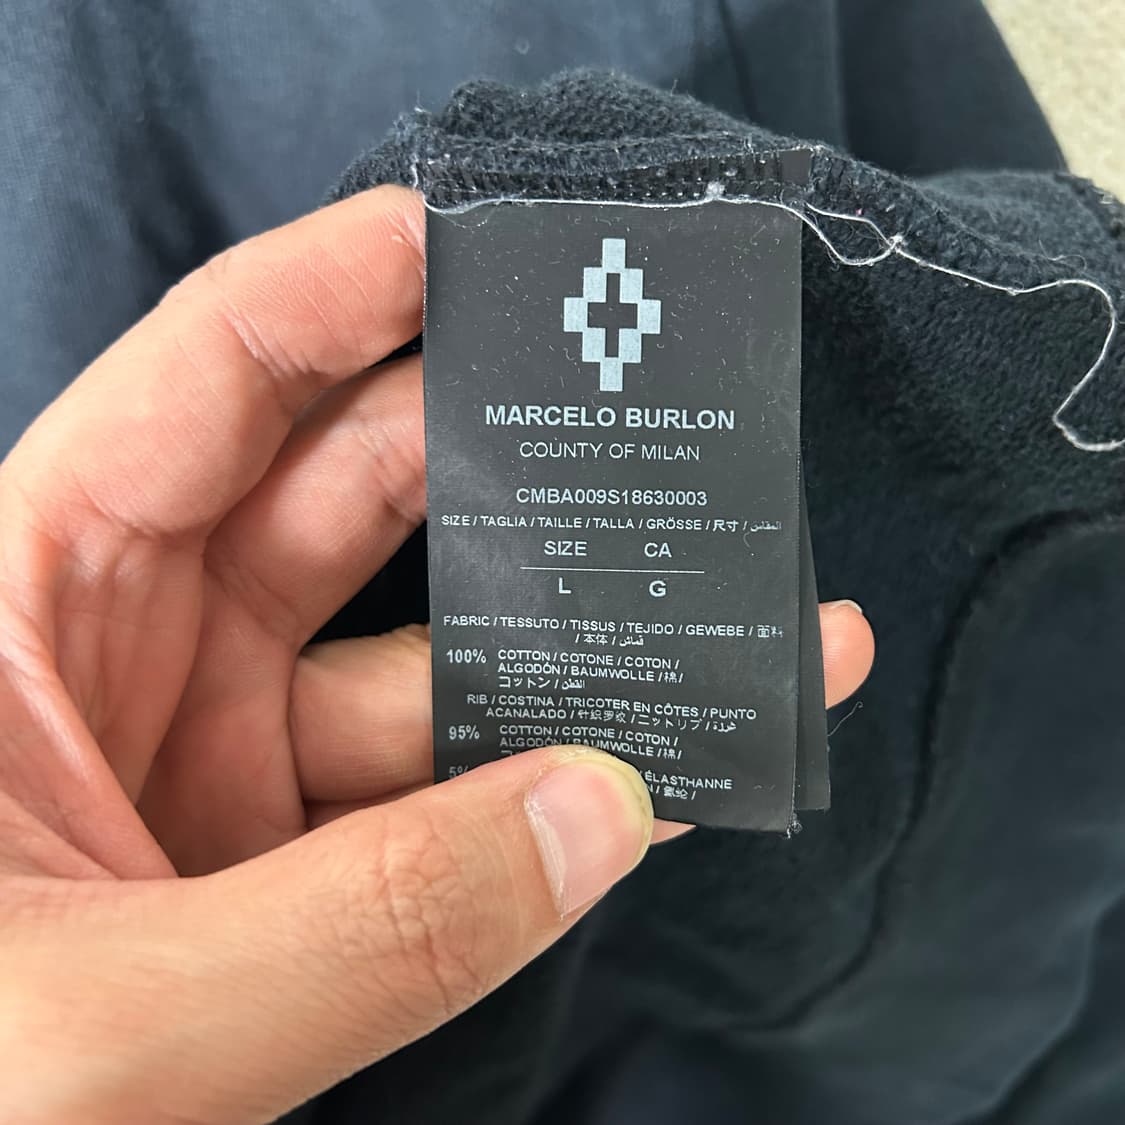 MARCELO BURLON
COUNTY OF MILAN
CMBA009S18630003
SIZE / TAGLIA / TAILLE / TALLA / GRÖSSE / 尺寸 / المقاس
SIZE CA
L G
FABRIC / TESSUTO / TISSUS / TEJIDO / GEWEBE / 面料
/ 本体 / قماش
100% COTTON / COTONE / COTON /
ALGODÓN / BAUMWOLLE / 棉 /
コットン / القطن
RIB / COSTINA / TRICOTER EN CÔTES / PUNTO
ACANALADO / 针织罗纹 / ニットリブ /
95% COTTON / COTONE / COTON /
ALGODÓN / BAUMWOLLE / 棉 /
5% / ÉLASTHANNE
/ 氨纶 /